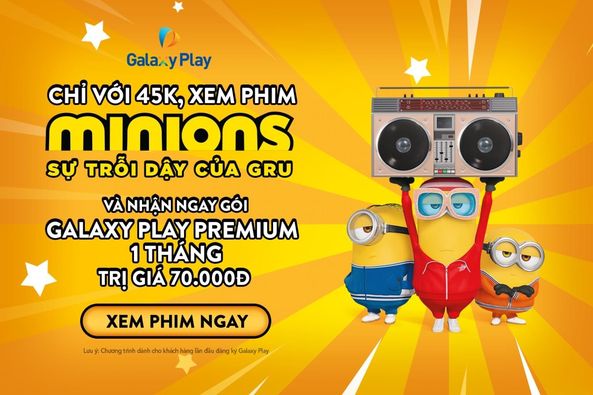 Galaxy Play
CHỈ VỚI 45K, XEM PHIM
minions
SỰ TRỖI DẬY CỦA GRU
VÀ NHẬN NGAY GÓI
GALAXY PLAY PREMIUM
1 THÁNG
TRỊ GIÁ 70.000Đ
XEM PHIM NGAY
Lưu ý: Chương trình dành cho khách hàng lần đầu đăng ký Galaxy Play